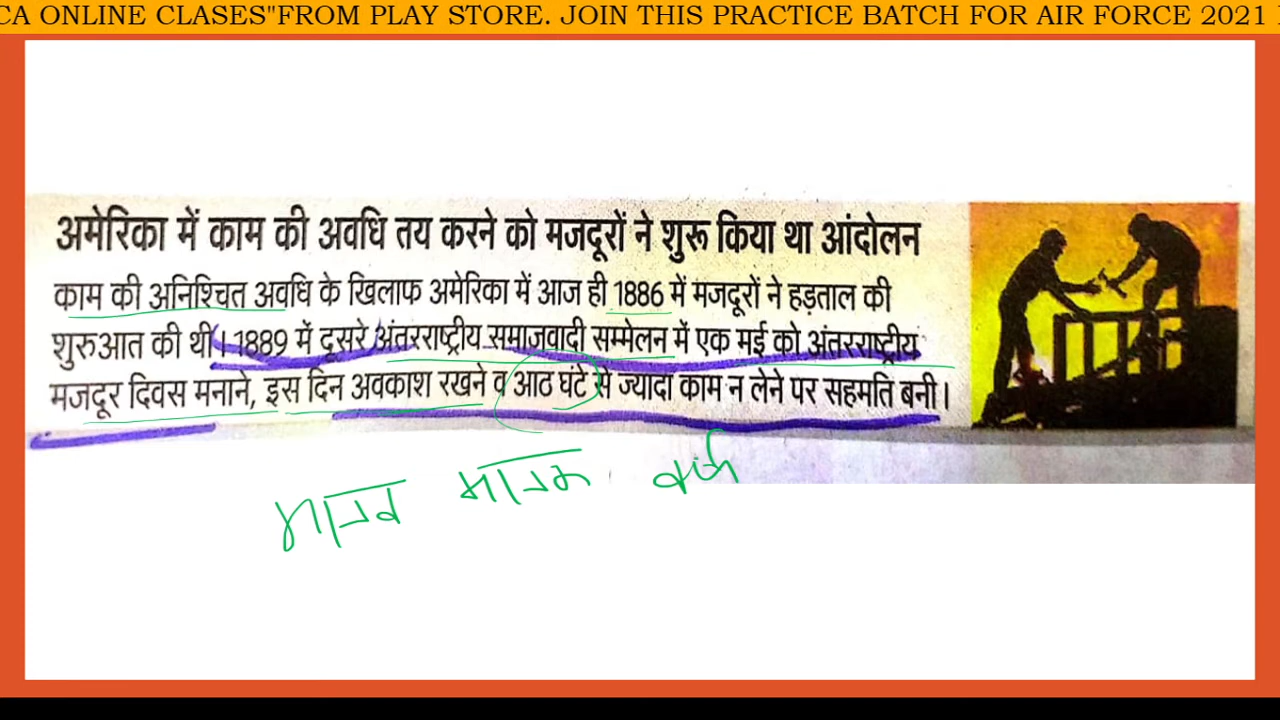 CA ONLINE CLASES"FROM PLAY STORE. JOIN THIS PRACTICE BATCH FOR AIR FORCE 2021
अमेरिका में काम की अवधि तय करने को मजदूरों ने शुरू किया था आंदोलन
काम की अनिश्चित अवधि के खिलाफ अमेरिका में आज ही 1886 में मजदूरों ने हड़ताल की
शुरुआत की थी। 1889 में दूसरे अंतरराष्ट्रीय समाजवादी सम्मेलन में एक मई को अंतरराष्ट्रीय
मजदूर दिवस मनाने, इस दिन अवकाश रखने व आठ घंटे से ज्यादा काम न लेने पर सहमति बनी।
मानव मानक